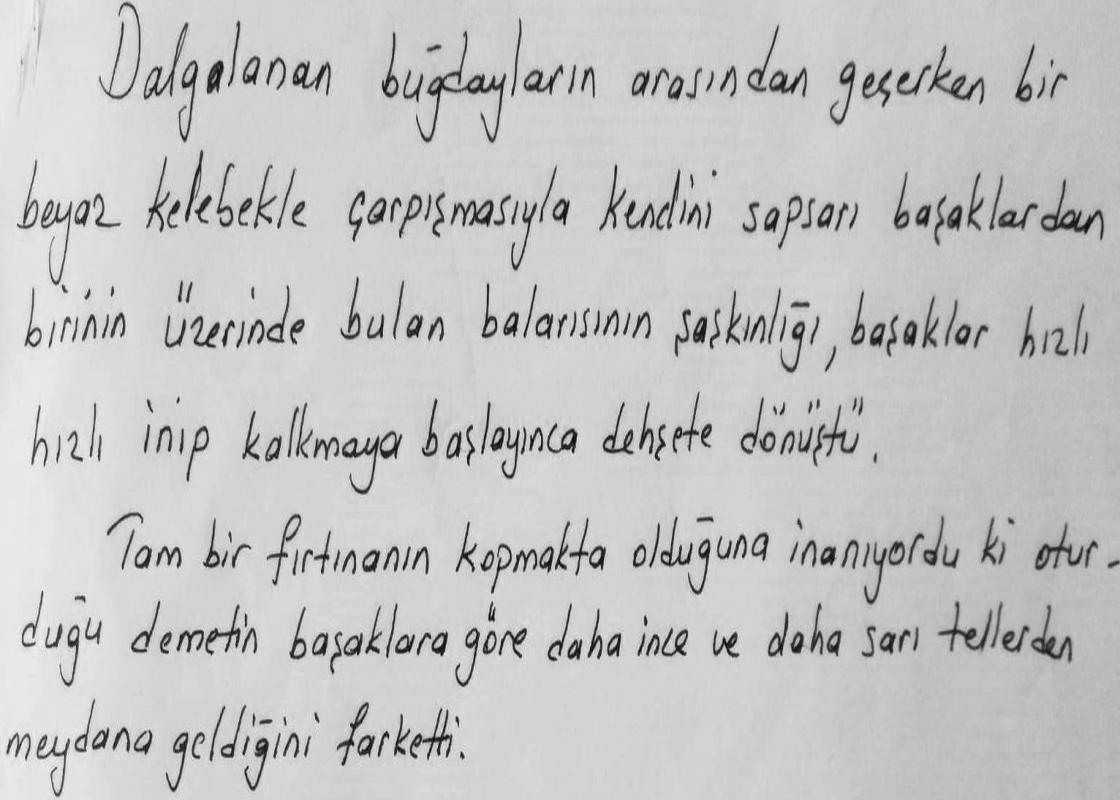 Dalgalanan buğdayların arasından geçerken bir
beyaz kelebekle çarpışmasıyla kendini sapsarı başaklardan
birinin üzerinde bulan balarısının şaşkınlığı, başaklar hızlı
hızlı inip kalkmaya başlayınca dehşete dönüştü.
Tam bir fırtınanın kopmakta olduğuna inanıyordu ki otur-
duğu demetin başaklara göre daha ince ve daha sarı tellerden
meydana geldiğini farketti.